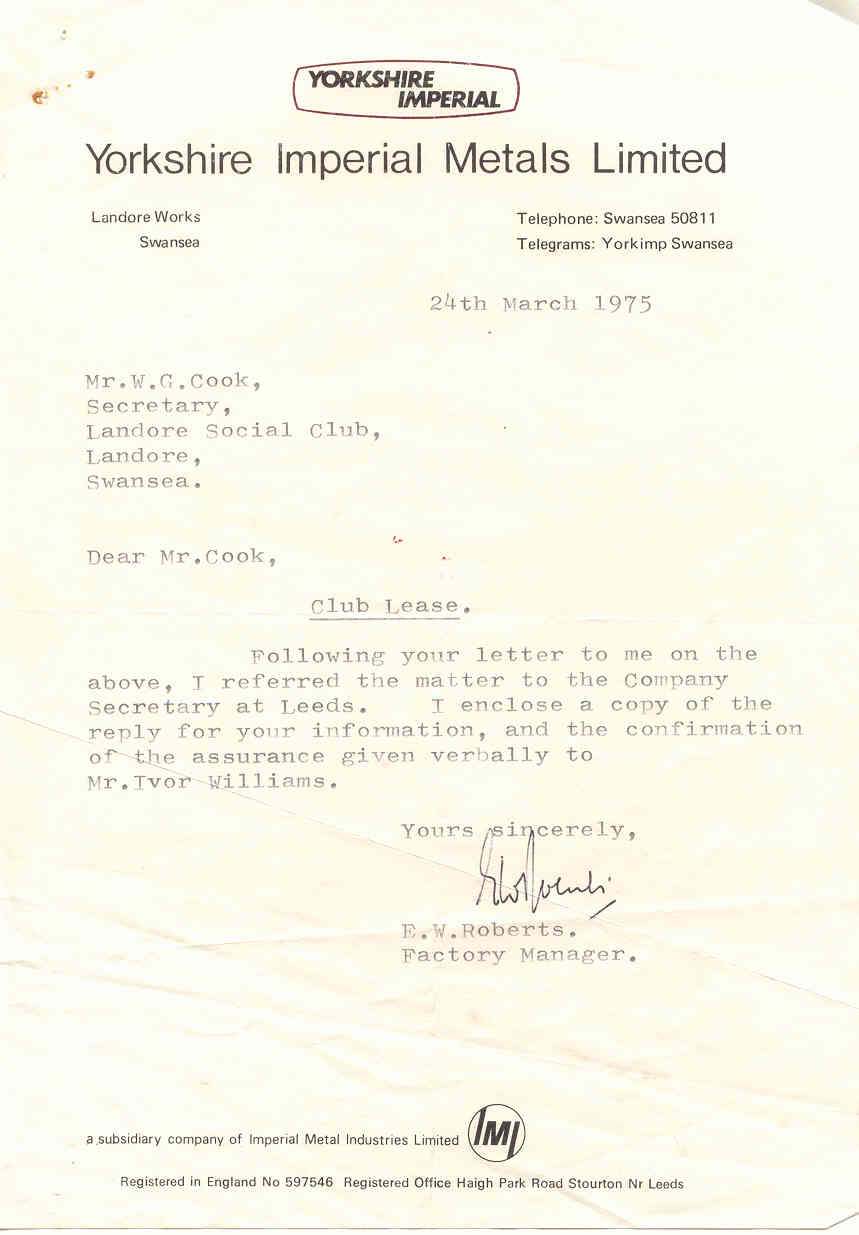 YORKSHIRE
IMPERIAL
Yorkshire Imperial Metals Limited
Landore Works
Swansea
Telephone: Swansea 50811
Telegrams: Yorkimp Swansea
24th March 1975
Mr.W.G.Cook,
Secretary,
Landore Social Club,
Landore,
Swansea.
Dear Mr.Cook,
Club Lease.
Following your letter to me on the
above, I referred the matter to the Company
Secretary at Leeds. I enclose a copy of the
reply for your information, and the confirmation
of the assurance given verbally to
Mr.Ivor Williams.
Yours sincerely,
E.W.Roberts.
Factory Manager.
a subsidiary company of Imperial Metal Industries Limited
IMI
Registered in England No 597546 Registered Office Haigh Park Road Stourton Nr Leeds